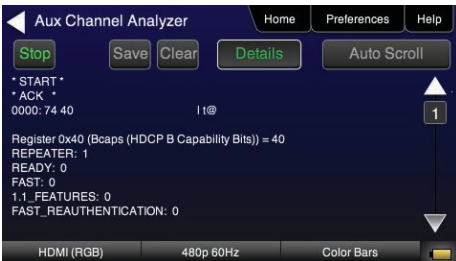 Aux Channel Analyzer Home Preferences Help
Stop Save Clear Details Auto Scroll
* START *
* ACK *
0000: 74 40 I t@
1
Register 0x40 (Bcaps (HDCP B Capability Bits)) = 40
REPEATER: 1
READY: 0
FAST: 0
1.1_FEATURES: 0
FAST_REAUTHENTICATION: 0
HDMI (RGB) 480p 60Hz Color Bars